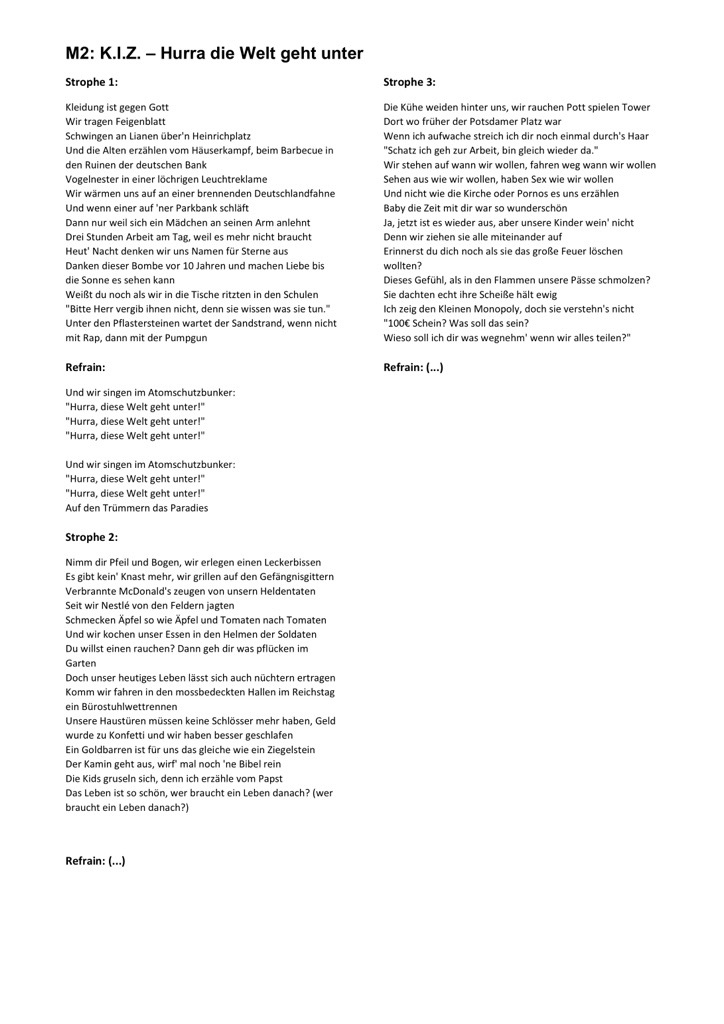 M2: K.I.Z. – Hurra die Welt geht unter
Strophe 1:
Kleidung ist gegen Gott
Wir tragen Feigenblatt
Schwingen an Lianen über'n Heinrichplatz
Und die Alten erzählen vom Häuserkampf, beim Barbecue in
den Ruinen der deutschen Bank
Vogelnester in einer löchrigen Leuchtreklame
Wir wärmen uns auf an einer brennenden Deutschlandfahne
Und wenn einer auf 'ner Parkbank schläft
Dann nur weil sich ein Mädchen an seinen Arm anlehnt
Drei Stunden Arbeit am Tag, weil es mehr nicht braucht
Heut' Nacht denken wir uns Namen für Sterne aus
Danken dieser Bombe vor 10 Jahren und machen Liebe bis
die Sonne es sehen kann
Weißt du noch als wir in die Tische ritzten in den Schulen
"Bitte Herr vergib ihnen nicht, denn sie wissen was sie tun."
Unter den Pflastersteinen wartet der Sandstrand, wenn nicht
mit Rap, dann mit der Pumpgun
Refrain:
Und wir singen im Atomschutzbunker:
"Hurra, diese Welt geht unter!"
"Hurra, diese Welt geht unter!"
"Hurra, diese Welt geht unter!"
Und wir singen im Atomschutzbunker:
"Hurra, diese Welt geht unter!"
"Hurra, diese Welt geht unter!"
Auf den Trümmern das Paradies
Strophe 2:
Nimm dir Pfeil und Bogen, wir erlegen einen Leckerbissen
Es gibt kein' Knast mehr, wir grillen auf den Gefängnisgittern
Verbrannte McDonald's zeugen von unsern Heldentaten
Seit wir Nestlé von den Feldern jagten
Schmecken Äpfel so wie Äpfel und Tomaten nach Tomaten
Und wir kochen unser Essen in den Helmen der Soldaten
Du willst einen rauchen? Dann geh dir was pflücken im
Garten
Doch unser heutiges Leben lässt sich auch nüchtern ertragen
Komm wir fahren in den mossbedeckten Hallen im Reichstag
ein Bürostuhlwettrennen
Unsere Haustüren müssen keine Schlösser mehr haben, Geld
wurde zu Konfetti und wir haben besser geschlafen
Ein Goldbarren ist für uns das gleiche wie ein Ziegelstein
Der Kamin geht aus, wirf' mal noch 'ne Bibel rein
Die Kids gruseln sich, denn ich erzähle vom Papst
Das Leben ist so schön, wer braucht ein Leben danach? (wer
braucht ein Leben danach?)
Refrain: (...)
Strophe 3:
Die Kühe weiden hinter uns, wir rauchen Pott spielen Tower
Dort wo früher der Potsdamer Platz war
Wenn ich aufwache streich ich dir noch einmal durch's Haar
"Schatz ich geh zur Arbeit, bin gleich wieder da."
Wir stehen auf wann wir wollen, fahren weg wann wir wollen
Sehen aus wie wir wollen, haben Sex wie wir wollen
Und nicht wie die Kirche oder Pornos es uns erzählen
Baby die Zeit mit dir war so wunderschön
Ja, jetzt ist es wieder aus, aber unsere Kinder wein' nicht
Denn wir ziehen sie alle miteinander auf
Erinnerst du dich noch als sie das große Feuer löschen
wollten?
Dieses Gefühl, als in den Flammen unsere Pässe schmolzen?
Sie dachten echt ihre Scheiße hält ewig
Ich zeig den Kleinen Monopoly, doch sie verstehn's nicht
"100€ Schein? Was soll das sein?
Wieso soll ich dir was wegnehm' wenn wir alles teilen?"
Refrain: (...)